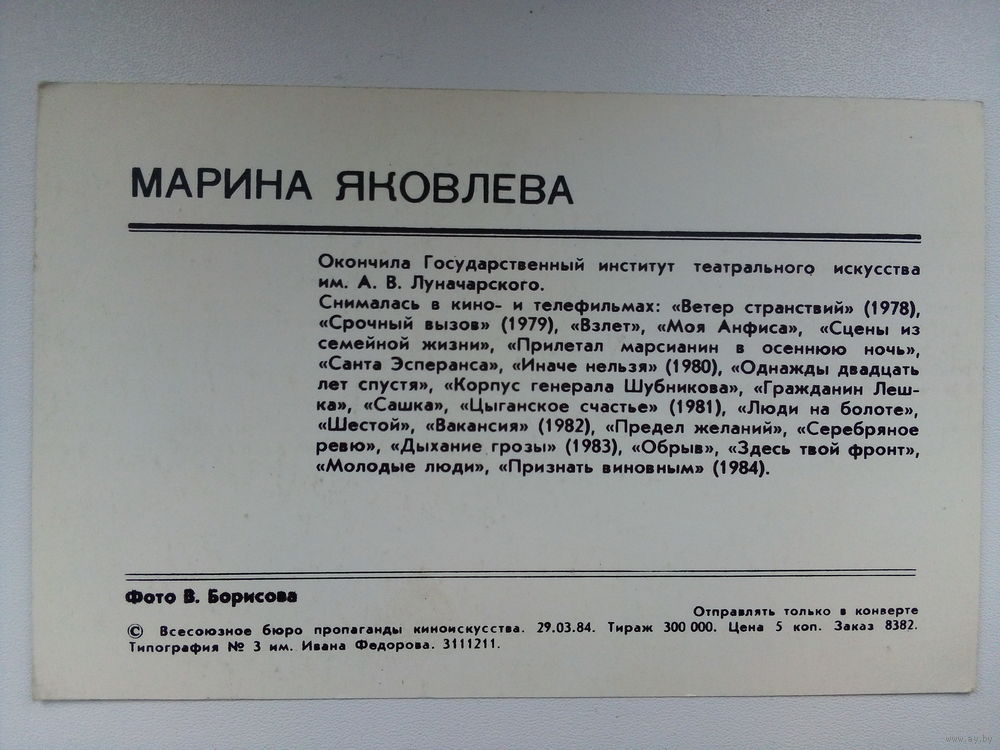 МАРИНА ЯКОВЛЕВА
Окончила Государственный институт театрального искусства
им. А. В. Луначарского.
Снималась в кино- и телефильмах: «Ветер странствий» (1978),
«Срочный вызов» (1979), «Взлет», «Моя Анфиса», «Сцены из
семейной жизни», «Прилетал марсианин в осеннюю ночь»,
«Санта Эсперанса», «Иначе нельзя» (1980), «Однажды двадцать
лет спустя», «Корпус генерала Шубникова», «Гражданин Леш-
ка», «Сашка», «Цыганское счастье» (1981), «Люди на болоте»,
«Шестой», «Вакансия» (1982), «Предел желаний», «Серебряное
ревю», «Дыхание грозы» (1983), «Обрыв», «Здесь твой фронт»,
«Молодые люди», «Признать виновным» (1984).
Фото В. Борисова
Отправлять только в конверте
© Всесоюзное бюро пропаганды киноискусства. 29.03.84. Тираж 300 000. Цена 5 коп. Заказ 8382.
Типография № 3 им. Ивана Федорова. 3111211.
www.ay.by